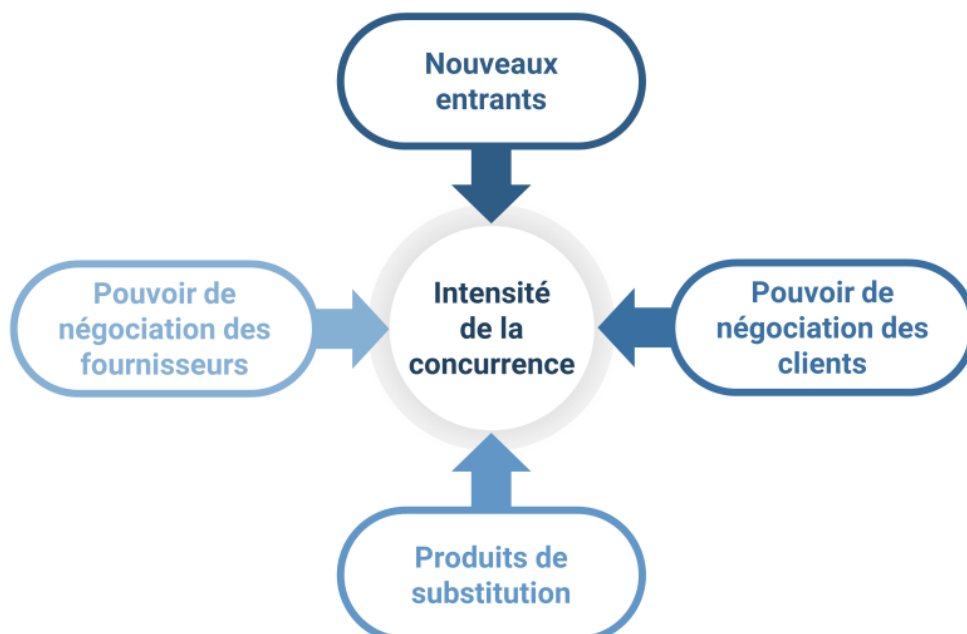 Nouveaux
entrants
Pouvoir de
négociation des
fournisseurs
Intensité
de la
concurrence
Pouvoir de
négociation des
clients
Produits de
substitution